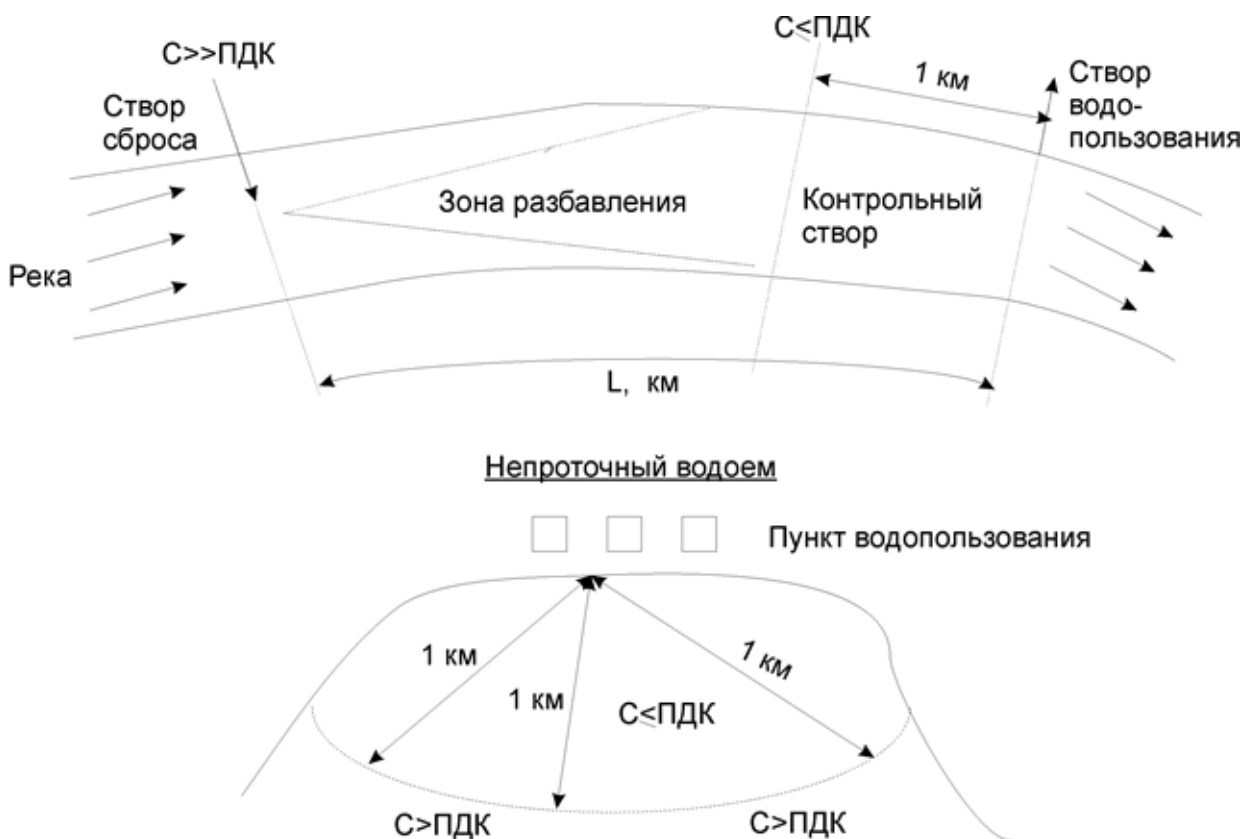 С≤ПДК
С>>ПДК
1 км
Створ
водо-
пользования
Створ
сброса
Зона разбавления
Контрольный
створ
Река
L, км
Непроточный водоем
Пункт водопользования
1 км
1 км
1 км
С≤ПДК
С>ПДК
С>ПДК